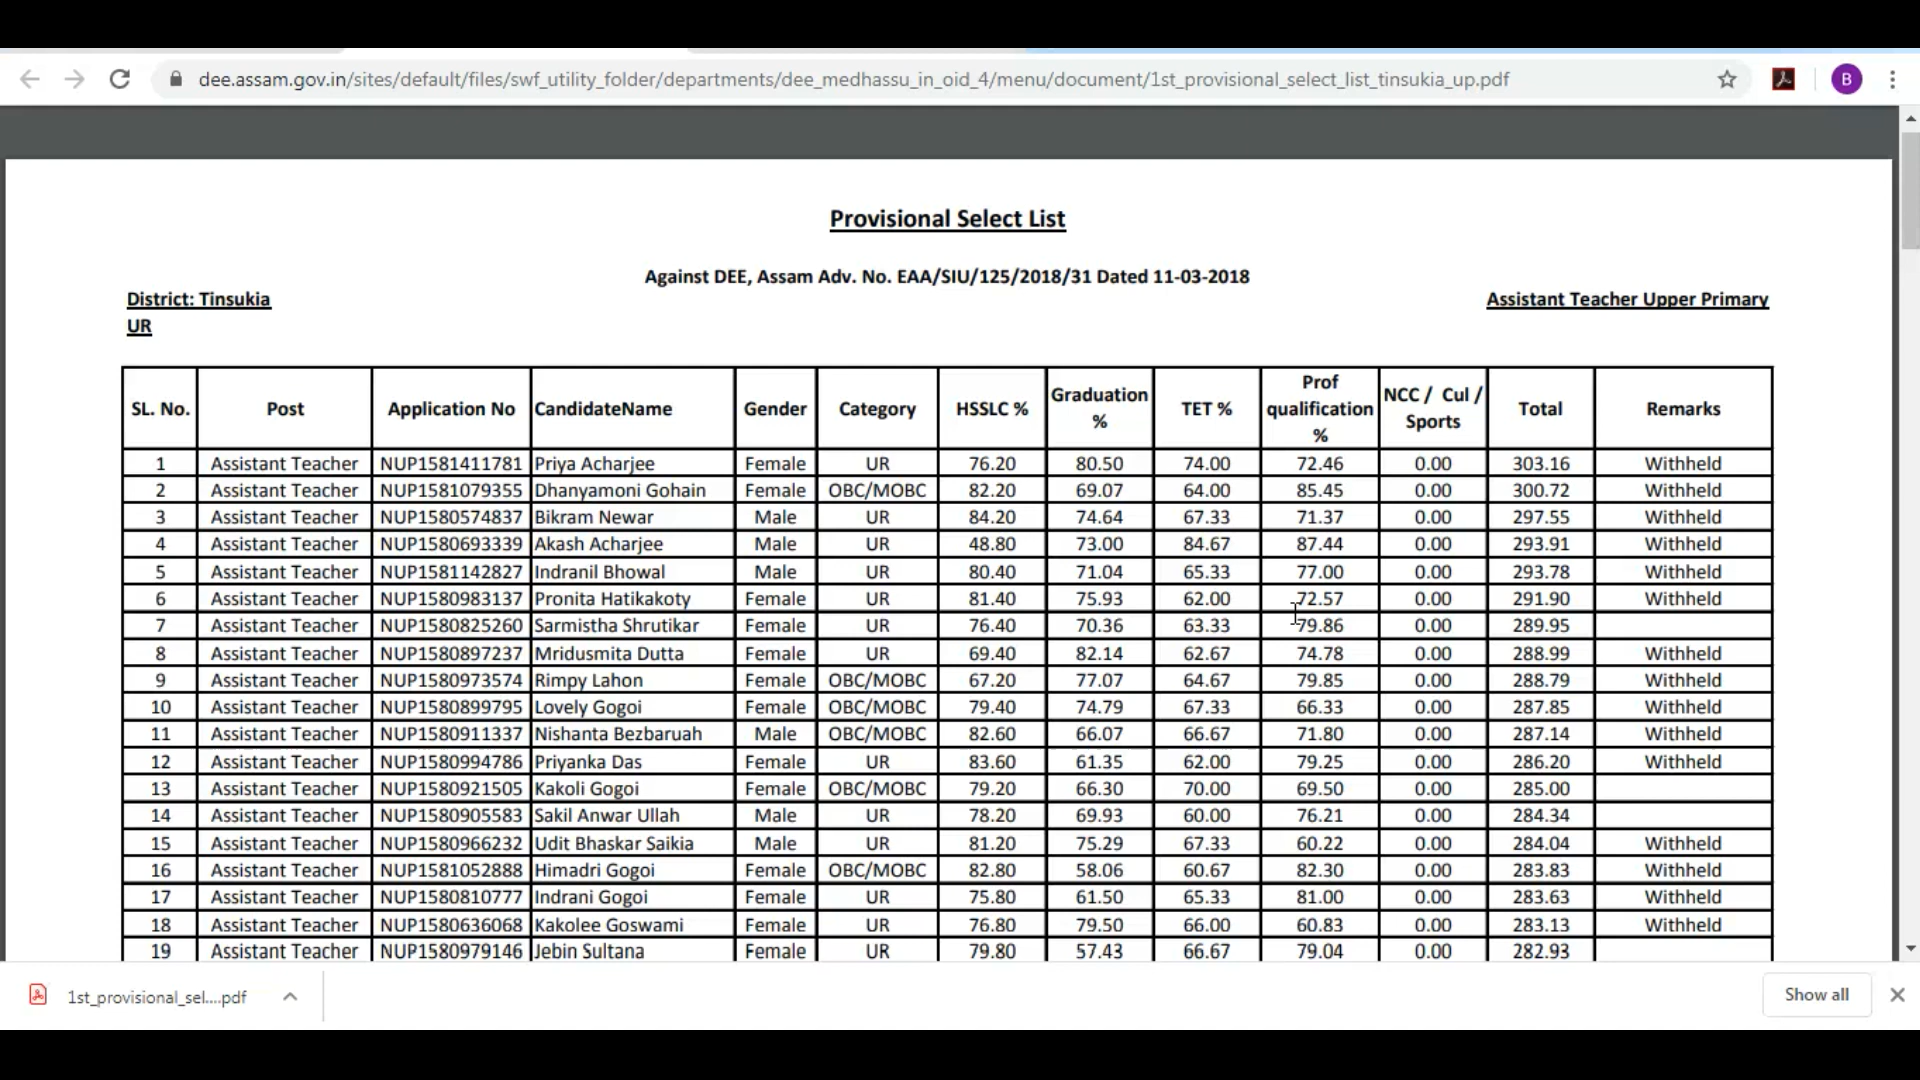 dee.assam.gov.in/sites/default/files/swf_utility_folder/departments/dee_medhassu_in_oid_4/menu/document/1st_provisional_select_list_tinsukia_up.pdf B
Provisional Select List
Against DEE, Assam Adv. No. EAA/SIU/125/2018/31 Dated 11-03-2018
District: Tinsukia Assistant Teacher Upper Primary
UR
SL. No. Post Application No CandidateName Gender Category HSSLC % Graduation % TET % Prof qualification % NCC / Cul / Sports Total Remarks
1 Assistant Teacher NUP1581411781 Priya Acharjee Female UR 76.20 80.50 74.00 72.46 0.00 303.16 Withheld
2 Assistant Teacher NUP1581079355 Dhanyamoni Gohain Female OBC/MOBC 82.20 69.07 64.00 85.45 0.00 300.72 Withheld
3 Assistant Teacher NUP1580574837 Bikram Newar Male UR 84.20 74.64 67.33 71.37 0.00 297.55 Withheld
4 Assistant Teacher NUP1580693339 Akash Acharjee Male UR 48.80 73.00 84.67 87.44 0.00 293.91 Withheld
5 Assistant Teacher NUP1581142827 Indranil Bhowal Male UR 80.40 71.04 65.33 77.00 0.00 293.78 Withheld
6 Assistant Teacher NUP1580983137 Pronita Hatikakoty Female UR 81.40 75.93 62.00 72.57 0.00 291.90 Withheld
7 Assistant Teacher NUP1580825260 Sarmistha Shrutikar Female UR 76.40 70.36 63.33 79.86 0.00 289.95
8 Assistant Teacher NUP1580897237 Mridusmita Dutta Female UR 69.40 82.14 62.67 74.78 0.00 288.99 Withheld
9 Assistant Teacher NUP1580973574 Rimpy Lahon Female OBC/MOBC 67.20 77.07 64.67 79.85 0.00 288.79 Withheld
10 Assistant Teacher NUP1580899795 Lovely Gogoi Female OBC/MOBC 79.40 74.79 67.33 66.33 0.00 287.85 Withheld
11 Assistant Teacher NUP1580911337 Nishanta Bezbaruah Male OBC/MOBC 82.60 66.07 66.67 71.80 0.00 287.14 Withheld
12 Assistant Teacher NUP1580994786 Priyanka Das Female UR 83.60 61.35 62.00 79.25 0.00 286.20 Withheld
13 Assistant Teacher NUP1580921505 Kakoli Gogoi Female OBC/MOBC 79.20 66.30 70.00 69.50 0.00 285.00
14 Assistant Teacher NUP1580905583 Sakil Anwar Ullah Male UR 78.20 69.93 60.00 76.21 0.00 284.34
15 Assistant Teacher NUP1580966232 Udit Bhaskar Saikia Male UR 81.20 75.29 67.33 60.22 0.00 284.04 Withheld
16 Assistant Teacher NUP1581052888 Himadri Gogoi Female OBC/MOBC 82.80 58.06 60.67 82.30 0.00 283.83 Withheld
17 Assistant Teacher NUP1580810777 Indrani Gogoi Female UR 75.80 61.50 65.33 81.00 0.00 283.63 Withheld
18 Assistant Teacher NUP1580636068 Kakolee Goswami Female UR 76.80 79.50 66.00 60.83 0.00 283.13 Withheld
19 Assistant Teacher NUP1580979146 Jebin Sultana Female UR 79.80 57.43 66.67 79.04 0.00 282.93
1st_provisional_sel....pdf Show all